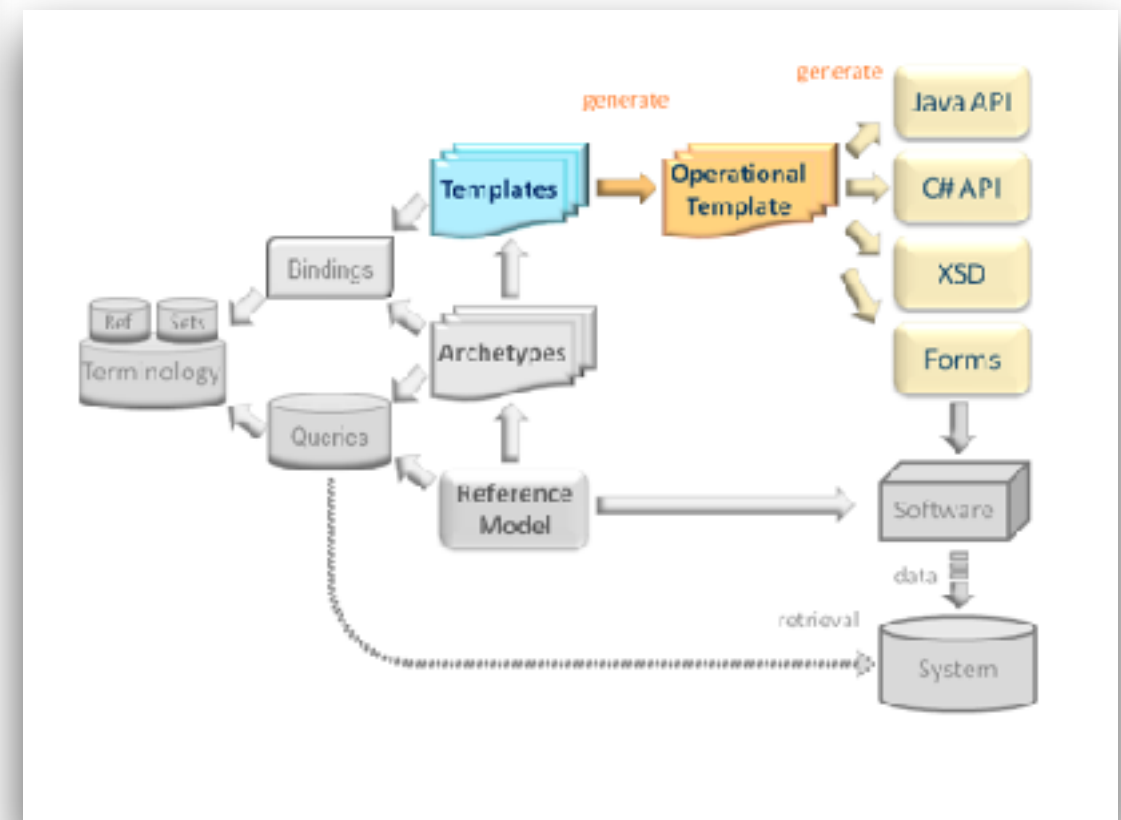 generate
generate
Java API
Templates
Operational
Template
C# API
Bindings
XSD
Ref
Sets
Archetypes
Terminology
Forms
Queries
Reference
Model
Software
data
retrieval
System